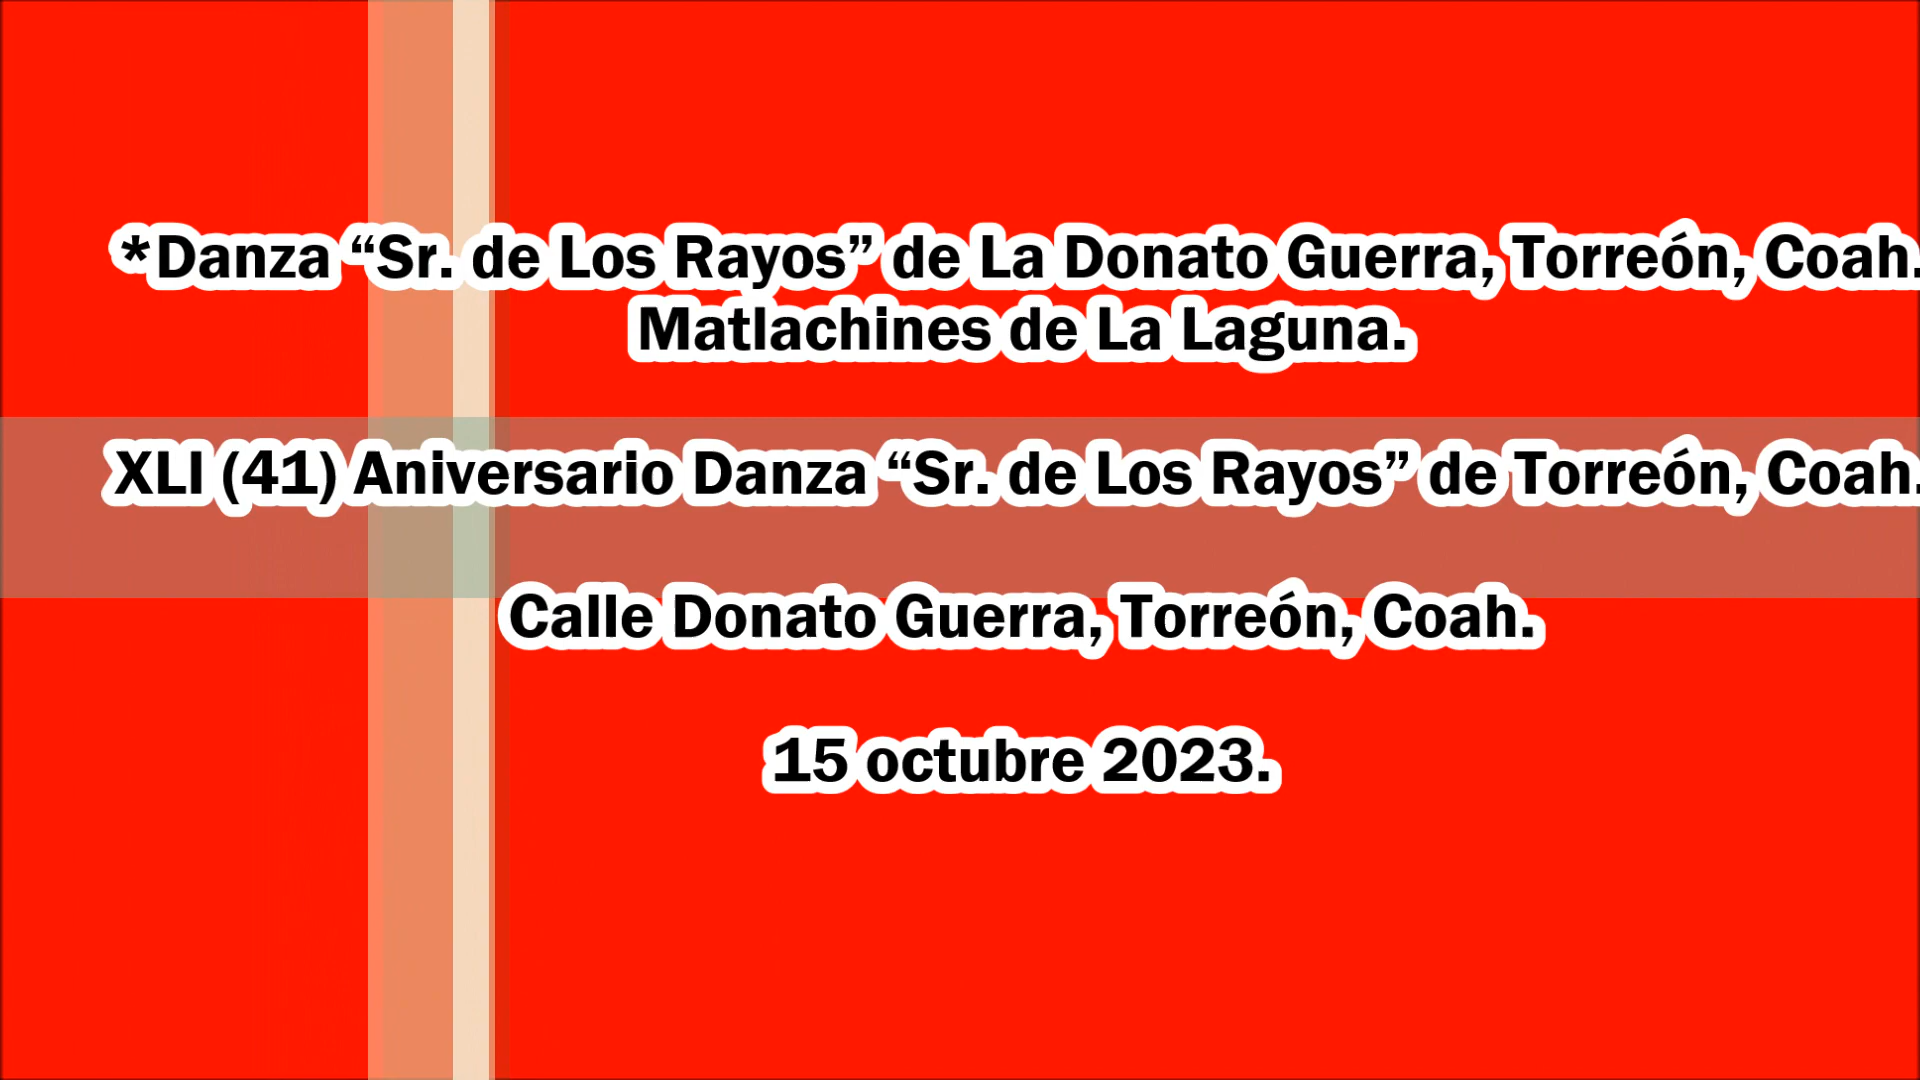 *Danza “Sr. de Los Rayos” de La Donato Guerra, Torreón, Coah.
Matlachines de La Laguna.
XLI (41) Aniversario Danza “Sr. de Los Rayos” de Torreón, Coah.
Calle Donato Guerra, Torreón, Coah.
15 octubre 2023.